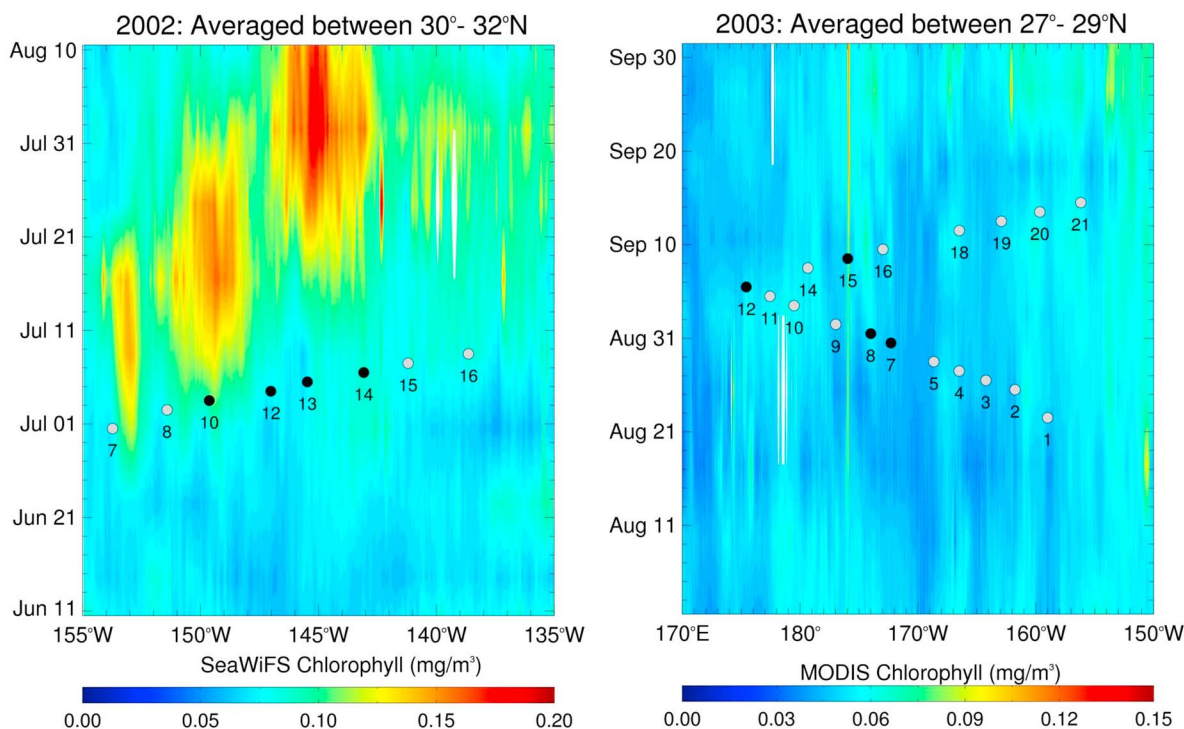 2002: Averaged between 30°- 32°N
Aug 10
Jul 31
Jul 21
Jul 11
Jul 01
Jun 21
Jun 11
7
8
10
12
13
14
15
16
155°W
150°W
145°W
140°W
135°W
SeaWiFS Chlorophyll (mg/m³)
0.00
0.05
0.10
0.15
0.20
2003: Averaged between 27°- 29°N
Sep 30
Sep 20
Sep 10
Aug 31
Aug 21
Aug 11
12
11
10
14
9
15
8
16
7
5
4
3
2
1
18
19
20
21
170°E
180°
170°W
160°W
150°W
MODIS Chlorophyll (mg/m³)
0.00
0.03
0.06
0.09
0.12
0.15